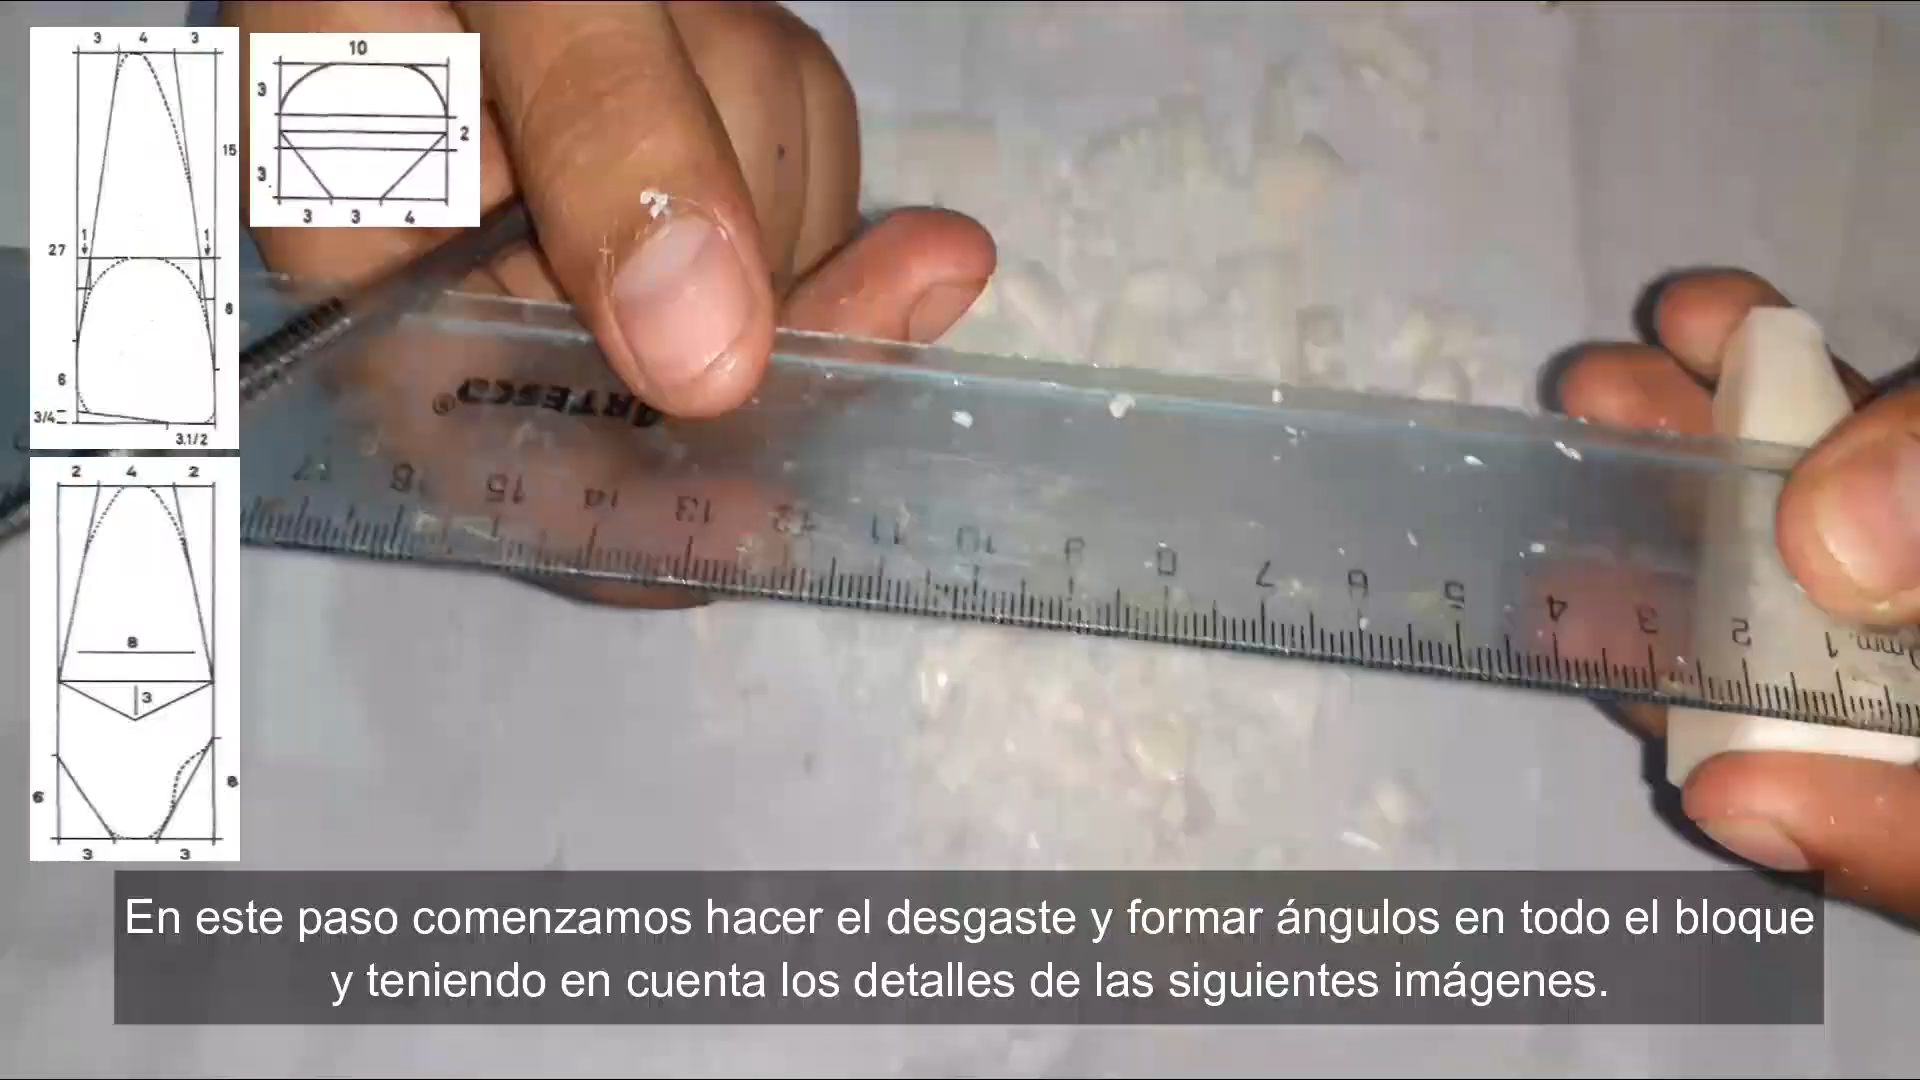 3 4 3
15
1 1
27
8
6
3/4
3.1/2
10
3
2
3
3 3 4
2 4 2
8
3
6 8
3 3
ARTESCO®
17 16 15 14 13 12 11 10 9 8 7 6 5 4 3 2 1 0mm.
En este paso comenzamos hacer el desgaste y formar ángulos en todo el bloque
y teniendo en cuenta los detalles de las siguientes imágenes.